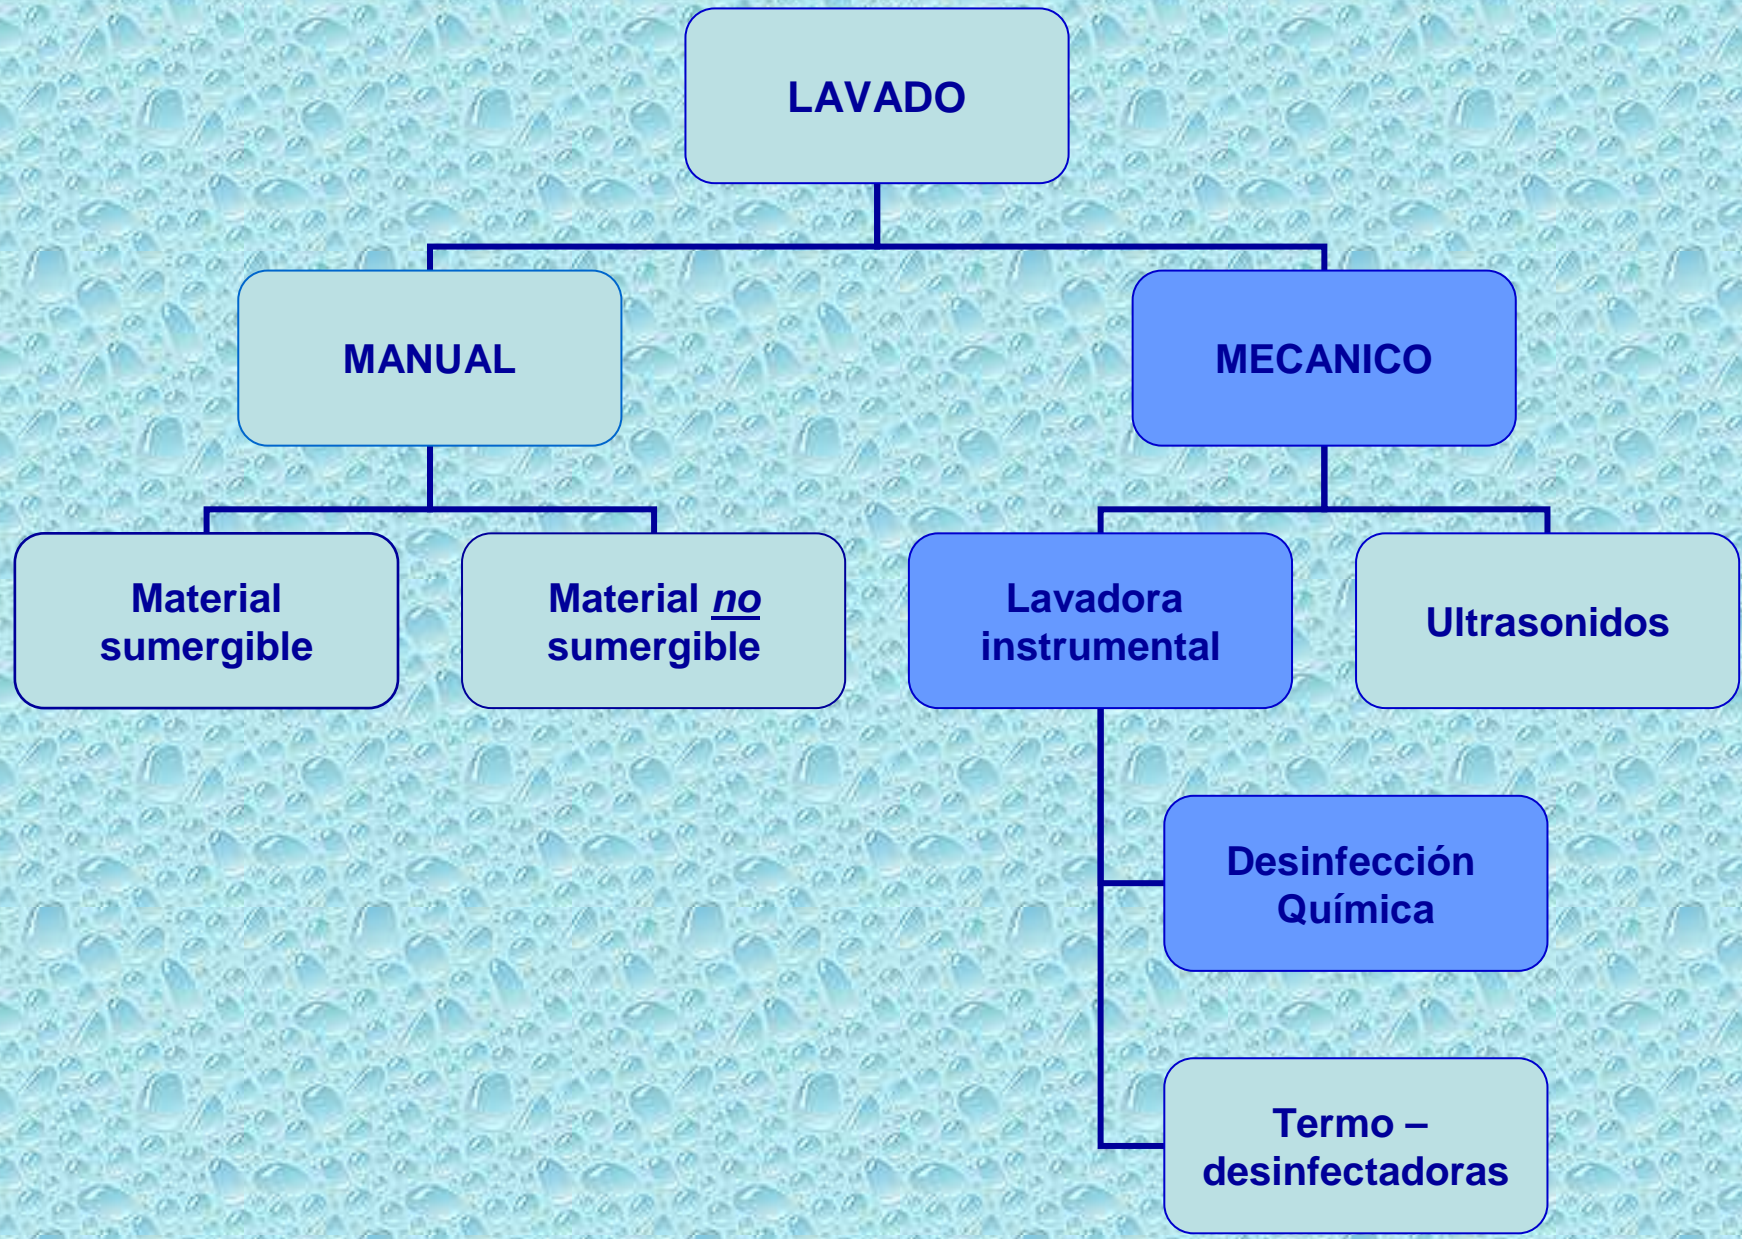 LAVADO
MANUAL
MECANICO
Material
sumergible
Material no
sumergible
Lavadora
instrumental
Ultrasonidos
Desinfección
Química
Termo –
desinfectadoras